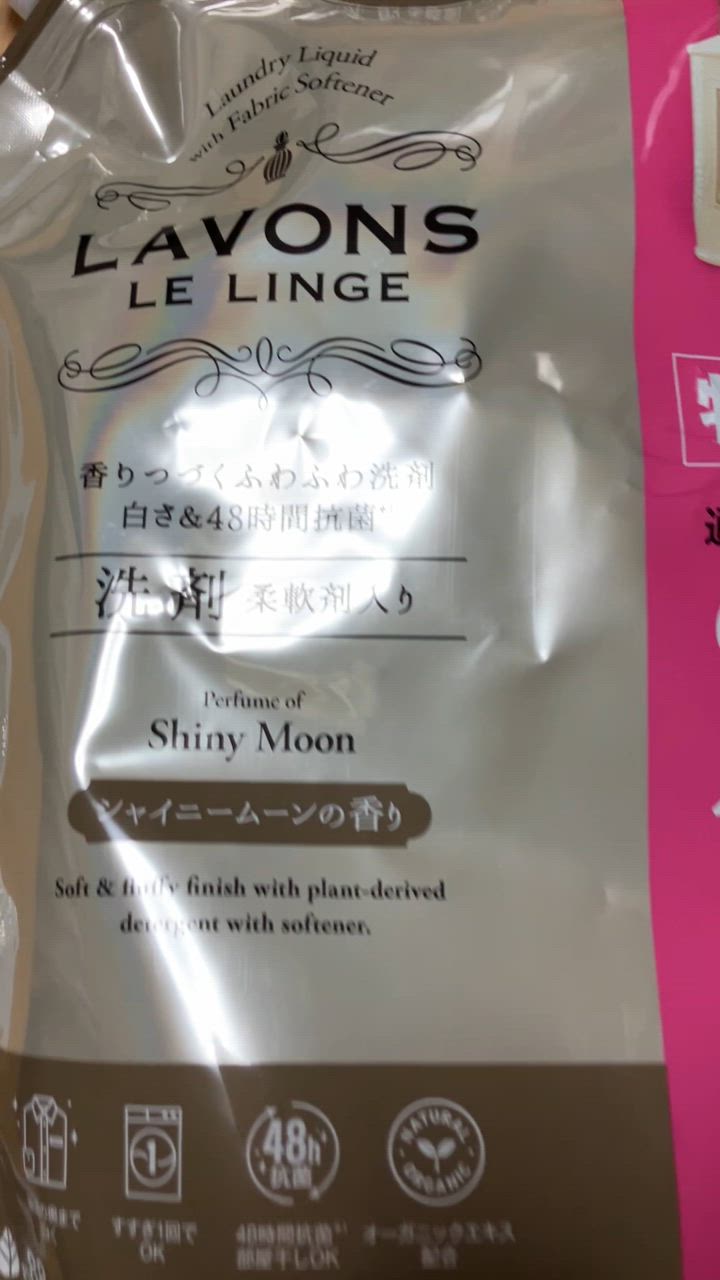 Laundry Liquid
with Fabric Softener
LAVONS
LE LINGE
香りつづくふわふわ洗剤
白さ&48時間抗菌
洗剤 柔軟剤入り
Perfume of
Shiny Moon
シャイニームーンの香り
Soft & fluffy finish with plant-derived
detergent with softener.
48h
抗菌
NATURAL
ORGANIC
1
すすぎ1回で
OK
48時間抗菌*1
部屋干しOK
オーガニックエキス
配合